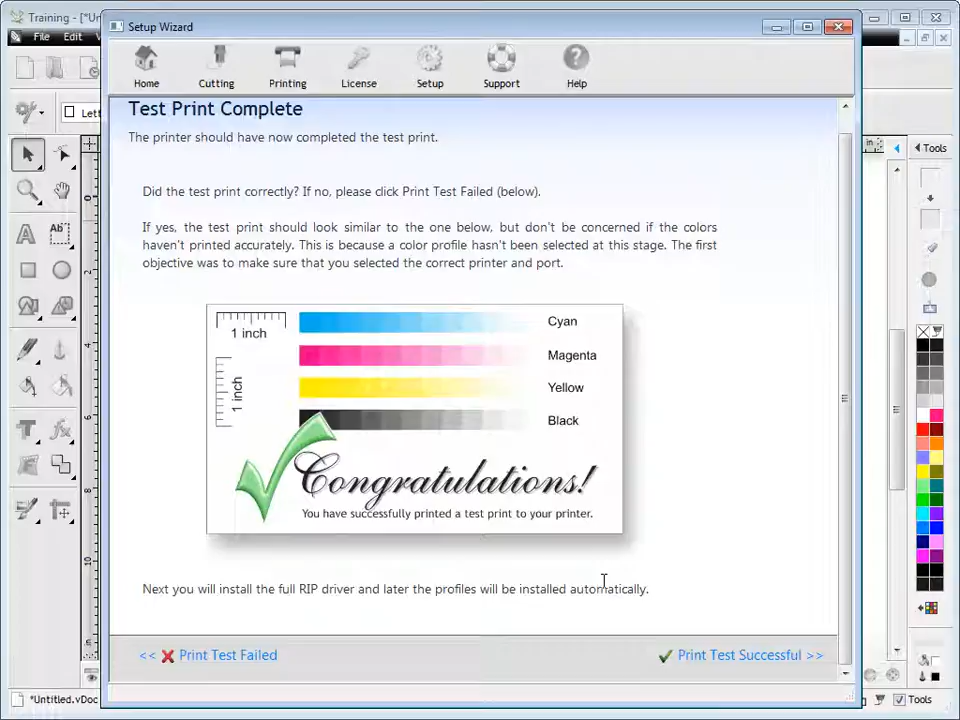 Training - [*Un
Setup Wizard
File Edit V
Home Cutting Printing License Setup Support Help
Lett
Tools
Test Print Complete
The printer should have now completed the test print.
Did the test print correctly? If no, please click Print Test Failed (below).
If yes, the test print should look similar to the one below, but don't be concerned if the colors
haven't printed accurately. This is because a color profile hasn't been selected at this stage. The first
objective was to make sure that you selected the correct printer and port.
1 inch
1 inch
Cyan
Magenta
Yellow
Black
Congratulations!
You have successfully printed a test print to your printer.
Next you will install the full RIP driver and later the profiles will be installed automatically.
<< Print Test Failed
Print Test Successful >>
*Untitled.vDoc
Tools